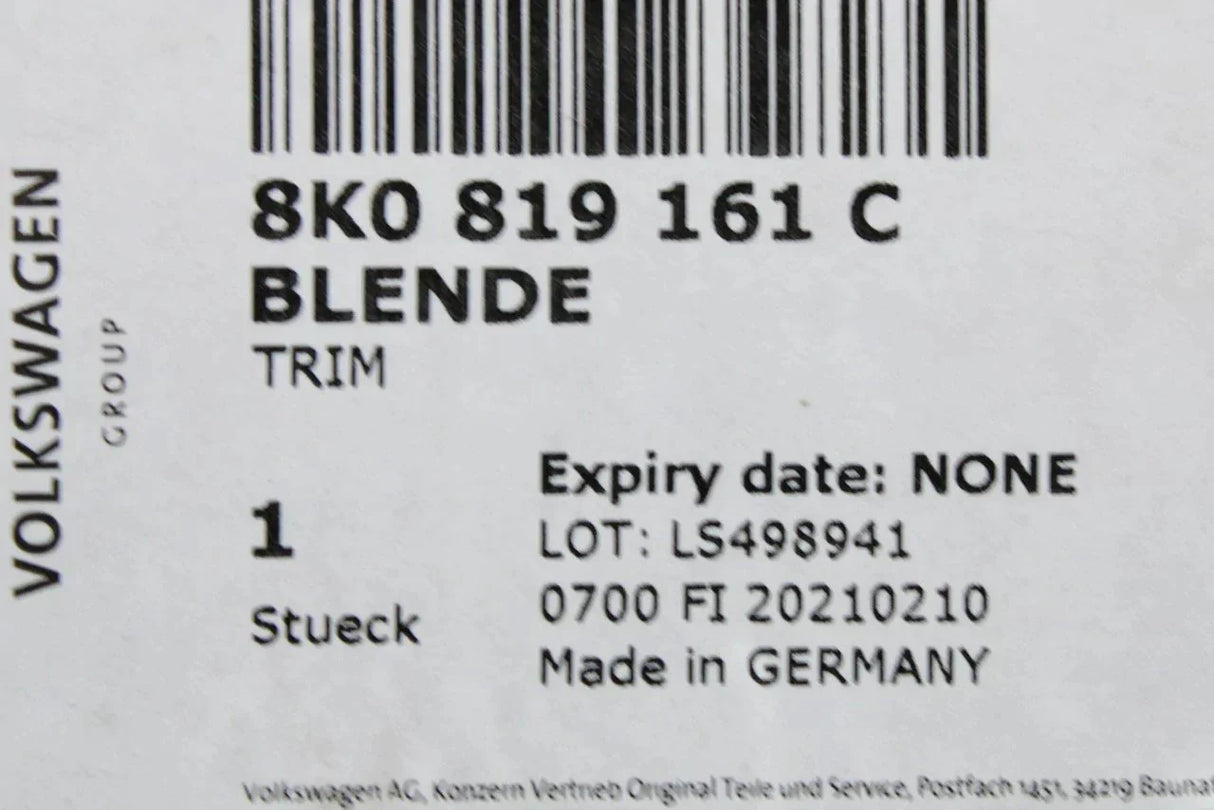 VOLKSWAGEN
GROUP
8K0 819 161 C
BLENDE
TRIM
1
Stueck
Expiry date: NONE
LOT: LS498941
0700 FI 20210210
Made in GERMANY
Volkswagen AG, Konzern Vertrieb Original Teile und Service, Postfach 1451, 34219 Baunat